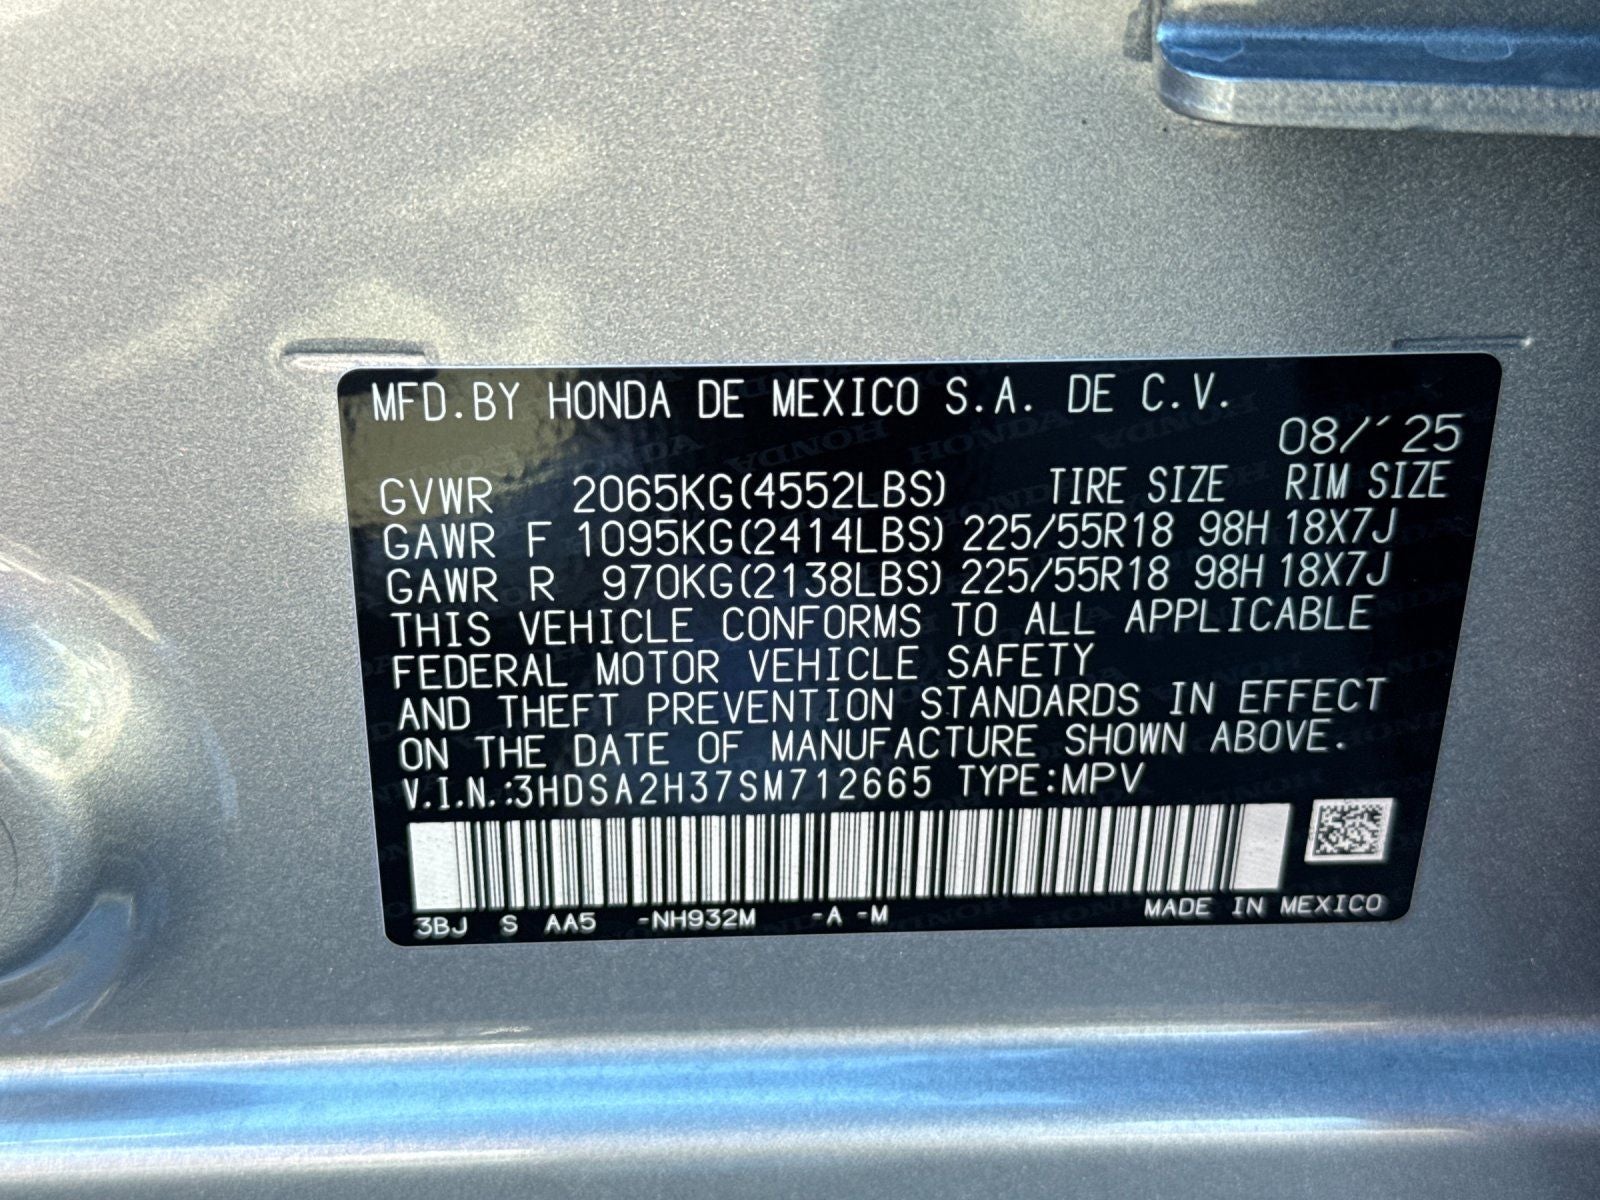 MFD.BY HONDA DE MEXICO S.A. DE C.V.
08/'25
GVWR 2065KG(4552LBS) TIRE SIZE RIM SIZE
GAWR F 1095KG(2414LBS) 225/55R18 98H 18X7J
GAWR R 970KG(2138LBS) 225/55R18 98H 18X7J
THIS VEHICLE CONFORMS TO ALL APPLICABLE
FEDERAL MOTOR VEHICLE SAFETY
AND THEFT PREVENTION STANDARDS IN EFFECT
ON THE DATE OF MANUFACTURE SHOWN ABOVE.
V.I.N.:3HDSA2H37SM712665 TYPE:MPV
3BJ S AA5 -NH932M -A -M MADE IN MEXICO